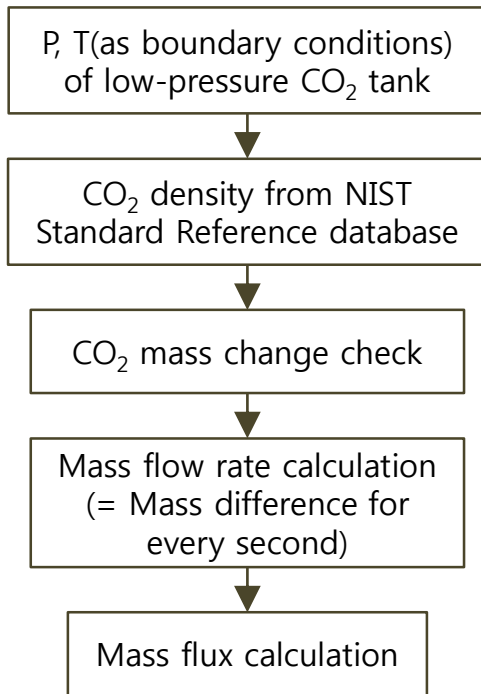 P, T(as boundary conditions)
of low-pressure CO₂ tank
CO₂ density from NIST
Standard Reference database
CO₂ mass change check
Mass flow rate calculation
(= Mass difference for
every second)
Mass flux calculation